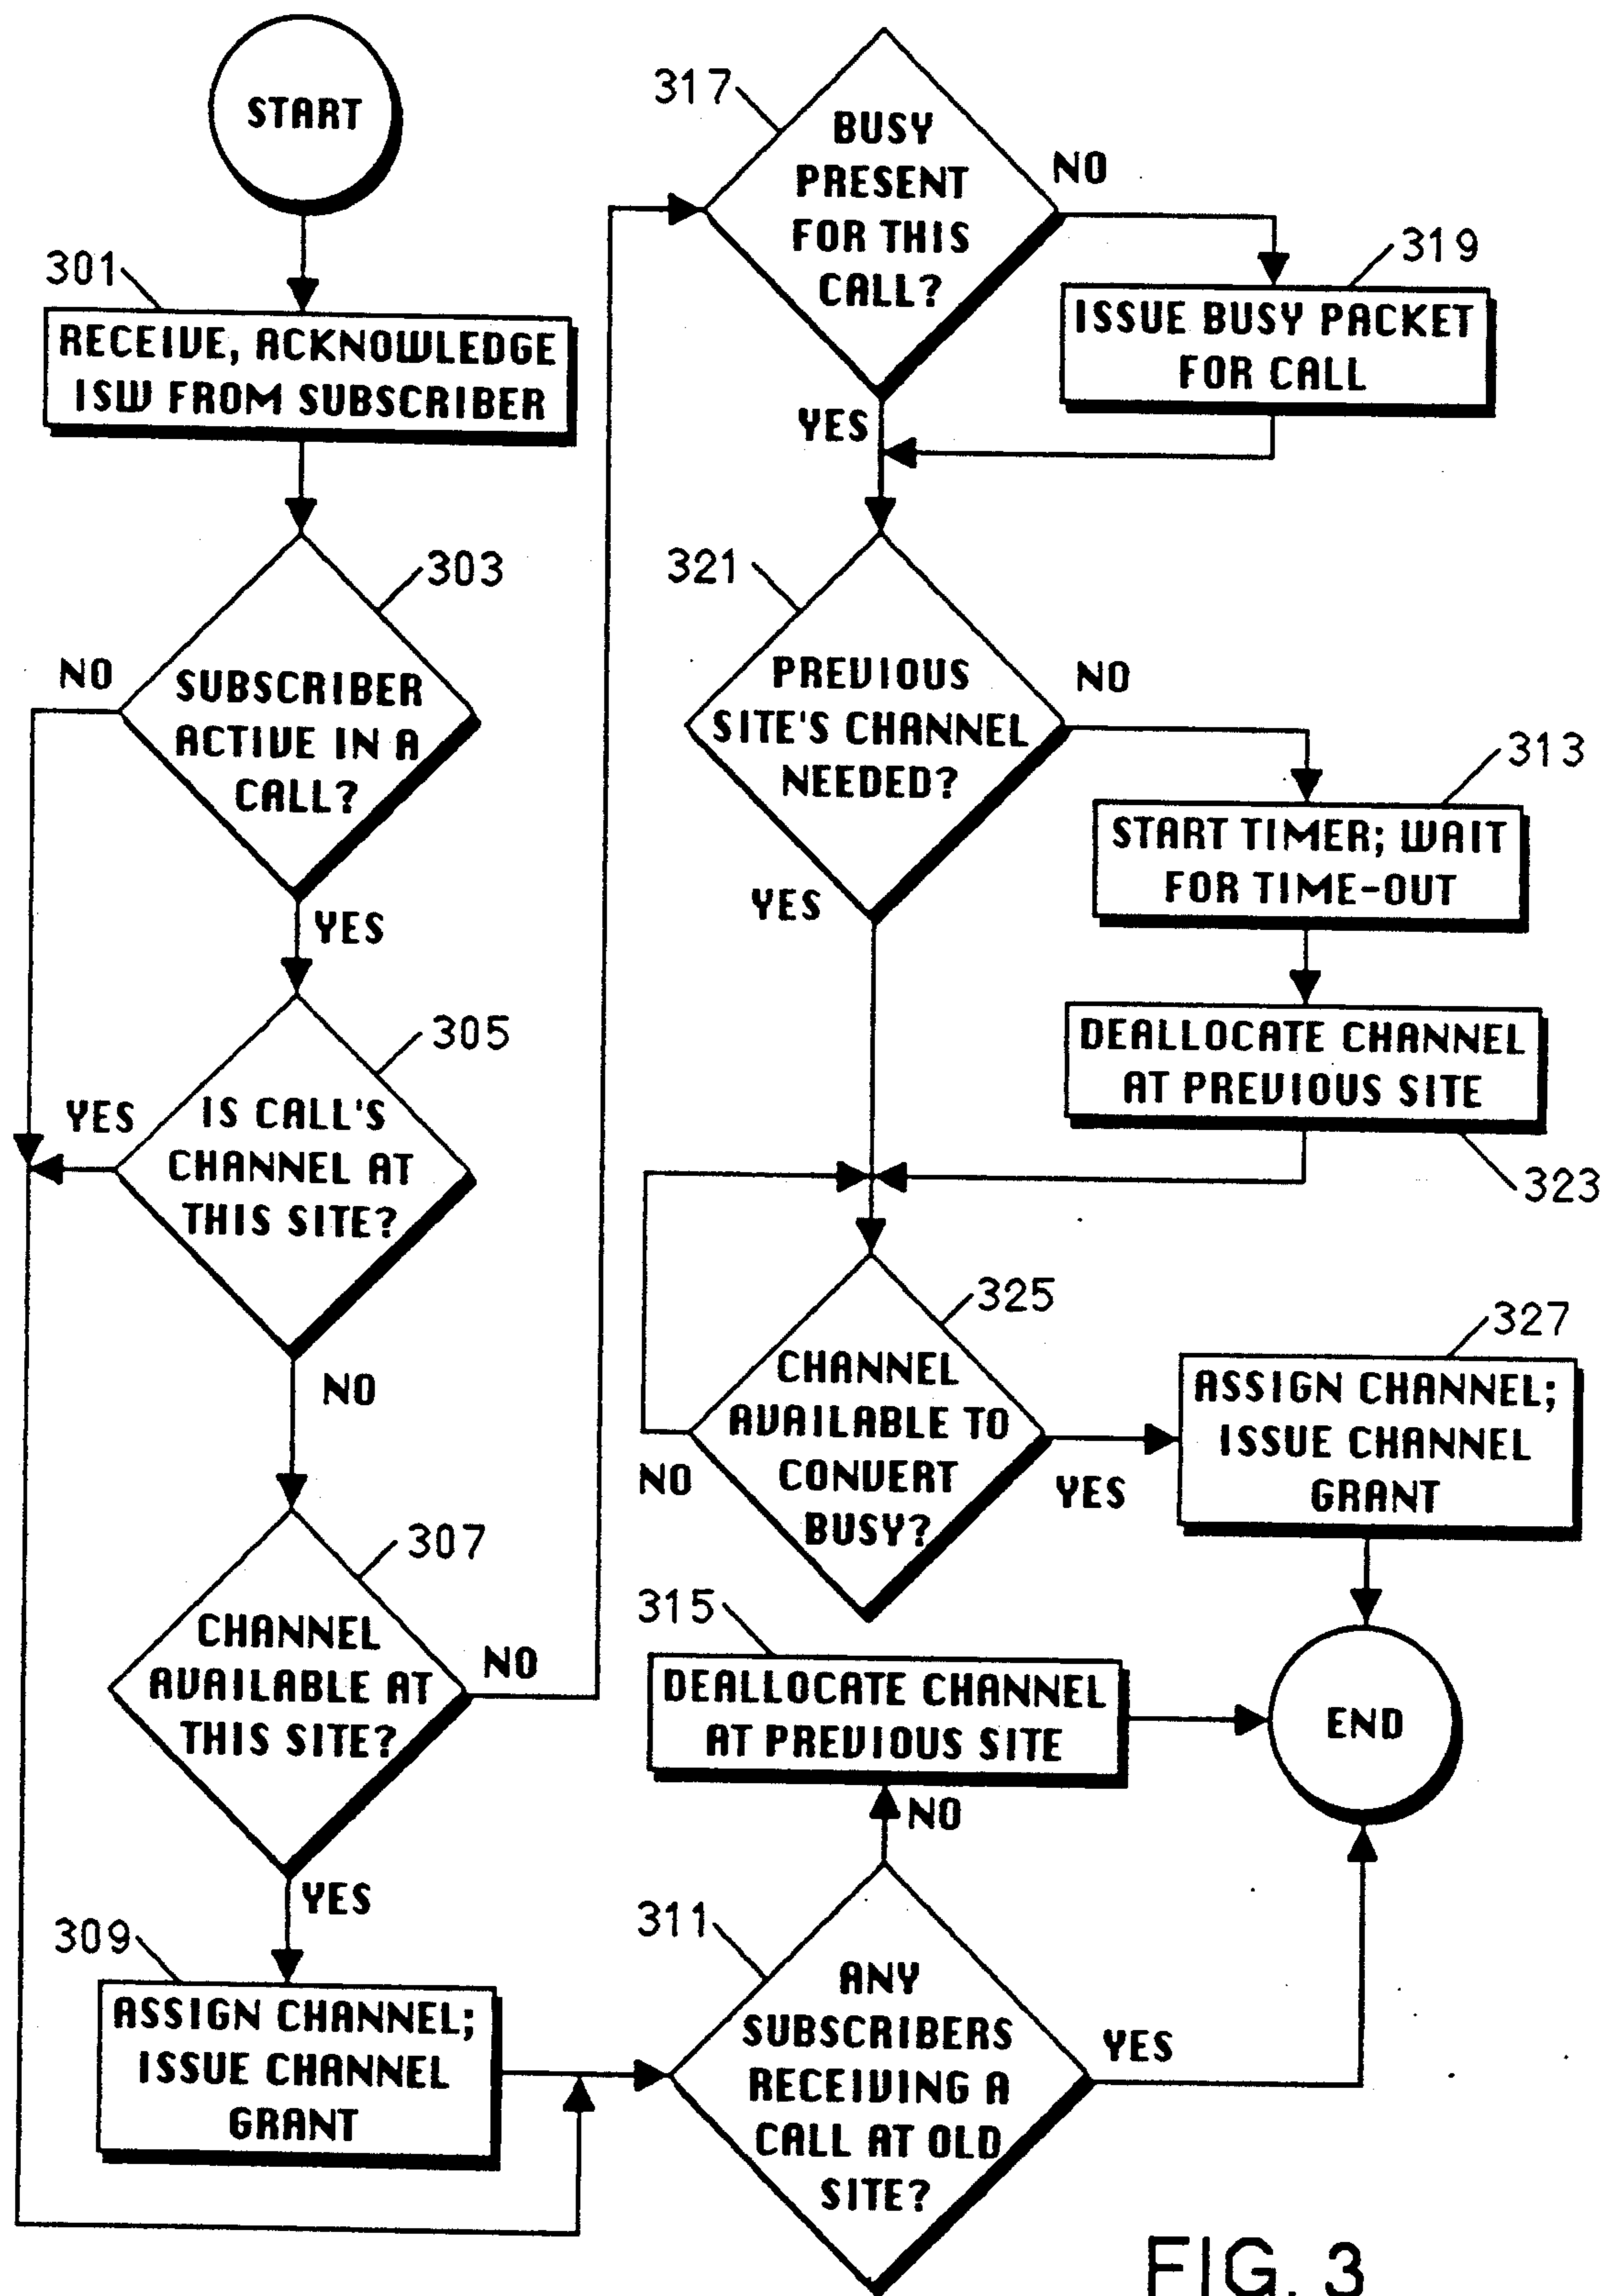 START
301
RECEIVE, ACKNOWLEDGE
ISW FROM SUBSCRIBER
303
NO
SUBSCRIBER
ACTIVE IN A
CALL?
YES
305
YES
IS CALL'S
CHANNEL AT
THIS SITE?
NO
307
CHANNEL
AVAILABLE AT
THIS SITE?
NO
YES
309
ASSIGN CHANNEL;
ISSUE CHANNEL
GRANT
317
BUSY
PRESENT
FOR THIS
CALL?
NO
319
ISSUE BUSY PACKET
FOR CALL
YES
321
PREVIOUS
SITE'S CHANNEL
NEEDED?
NO
313
START TIMER; WAIT
FOR TIME-OUT
YES
DEALLOCATE CHANNEL
AT PREVIOUS SITE
323
325
CHANNEL
AVAILABLE TO
CONVERT
BUSY?
NO
YES
327
ASSIGN CHANNEL;
ISSUE CHANNEL
GRANT
315
DEALLOCATE CHANNEL
AT PREVIOUS SITE
END
NO
311
ANY
SUBSCRIBERS
RECEIVING A
CALL AT OLD
SITE?
YES
FIG. 3